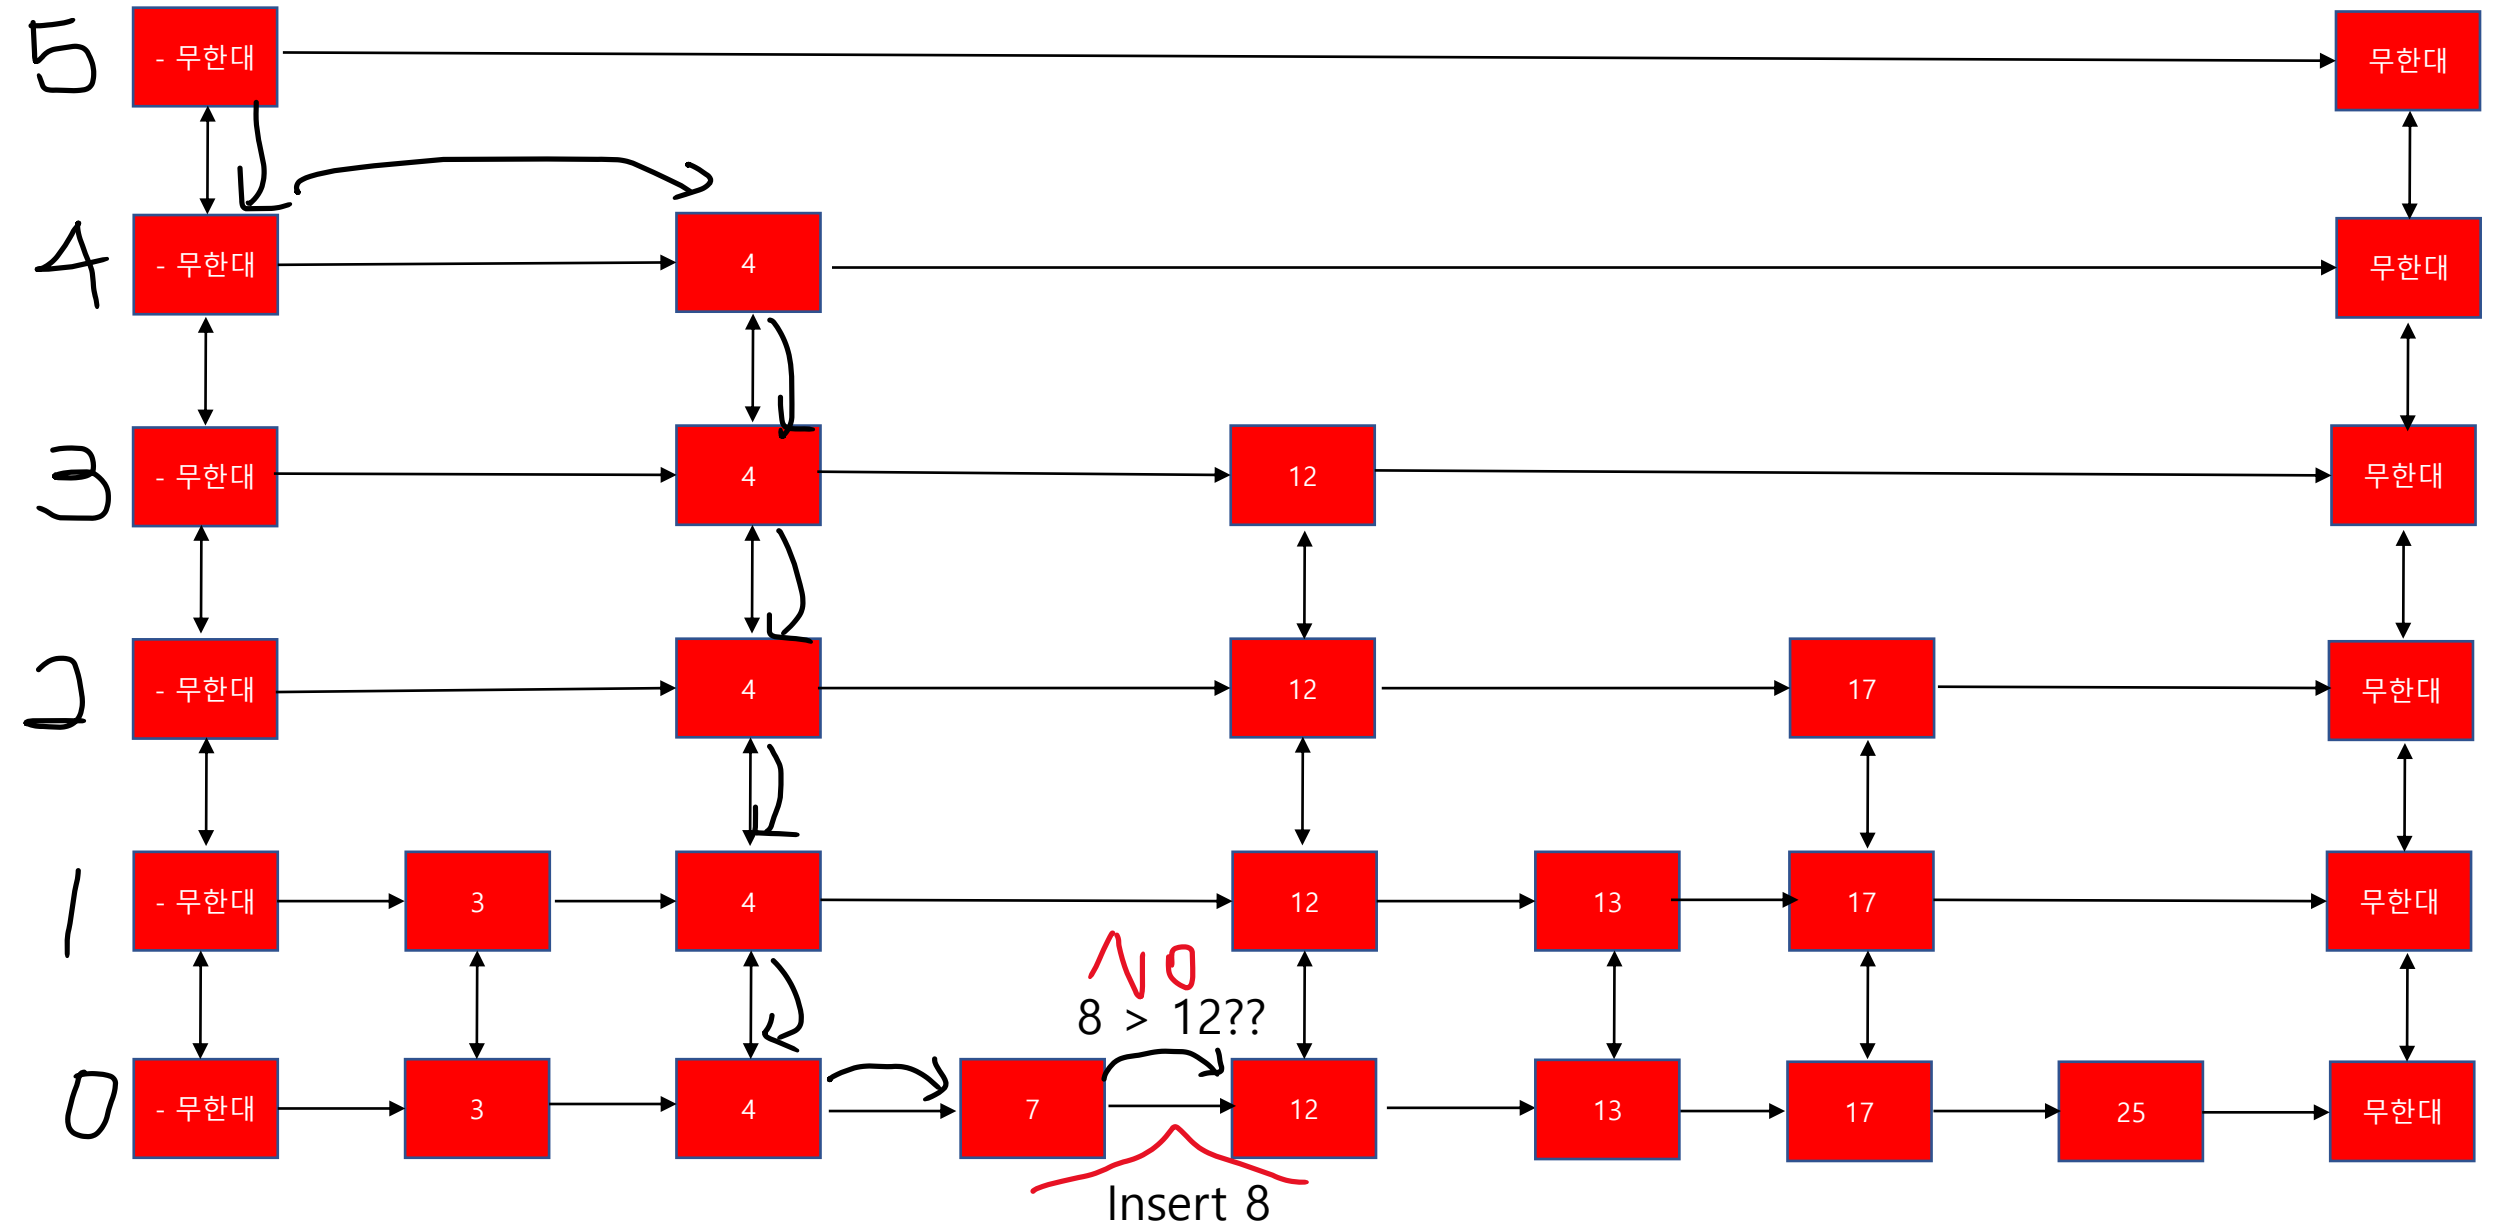 5 - 무한대 무한대
4 - 무한대 4 무한대
3 - 무한대 4 12 무한대
2 - 무한대 4 12 17 무한대
1 - 무한대 3 4 12 13 17 무한대
NO
8 > 12??
0 - 무한대 3 4 7 12 13 17 25 무한대
Insert 8